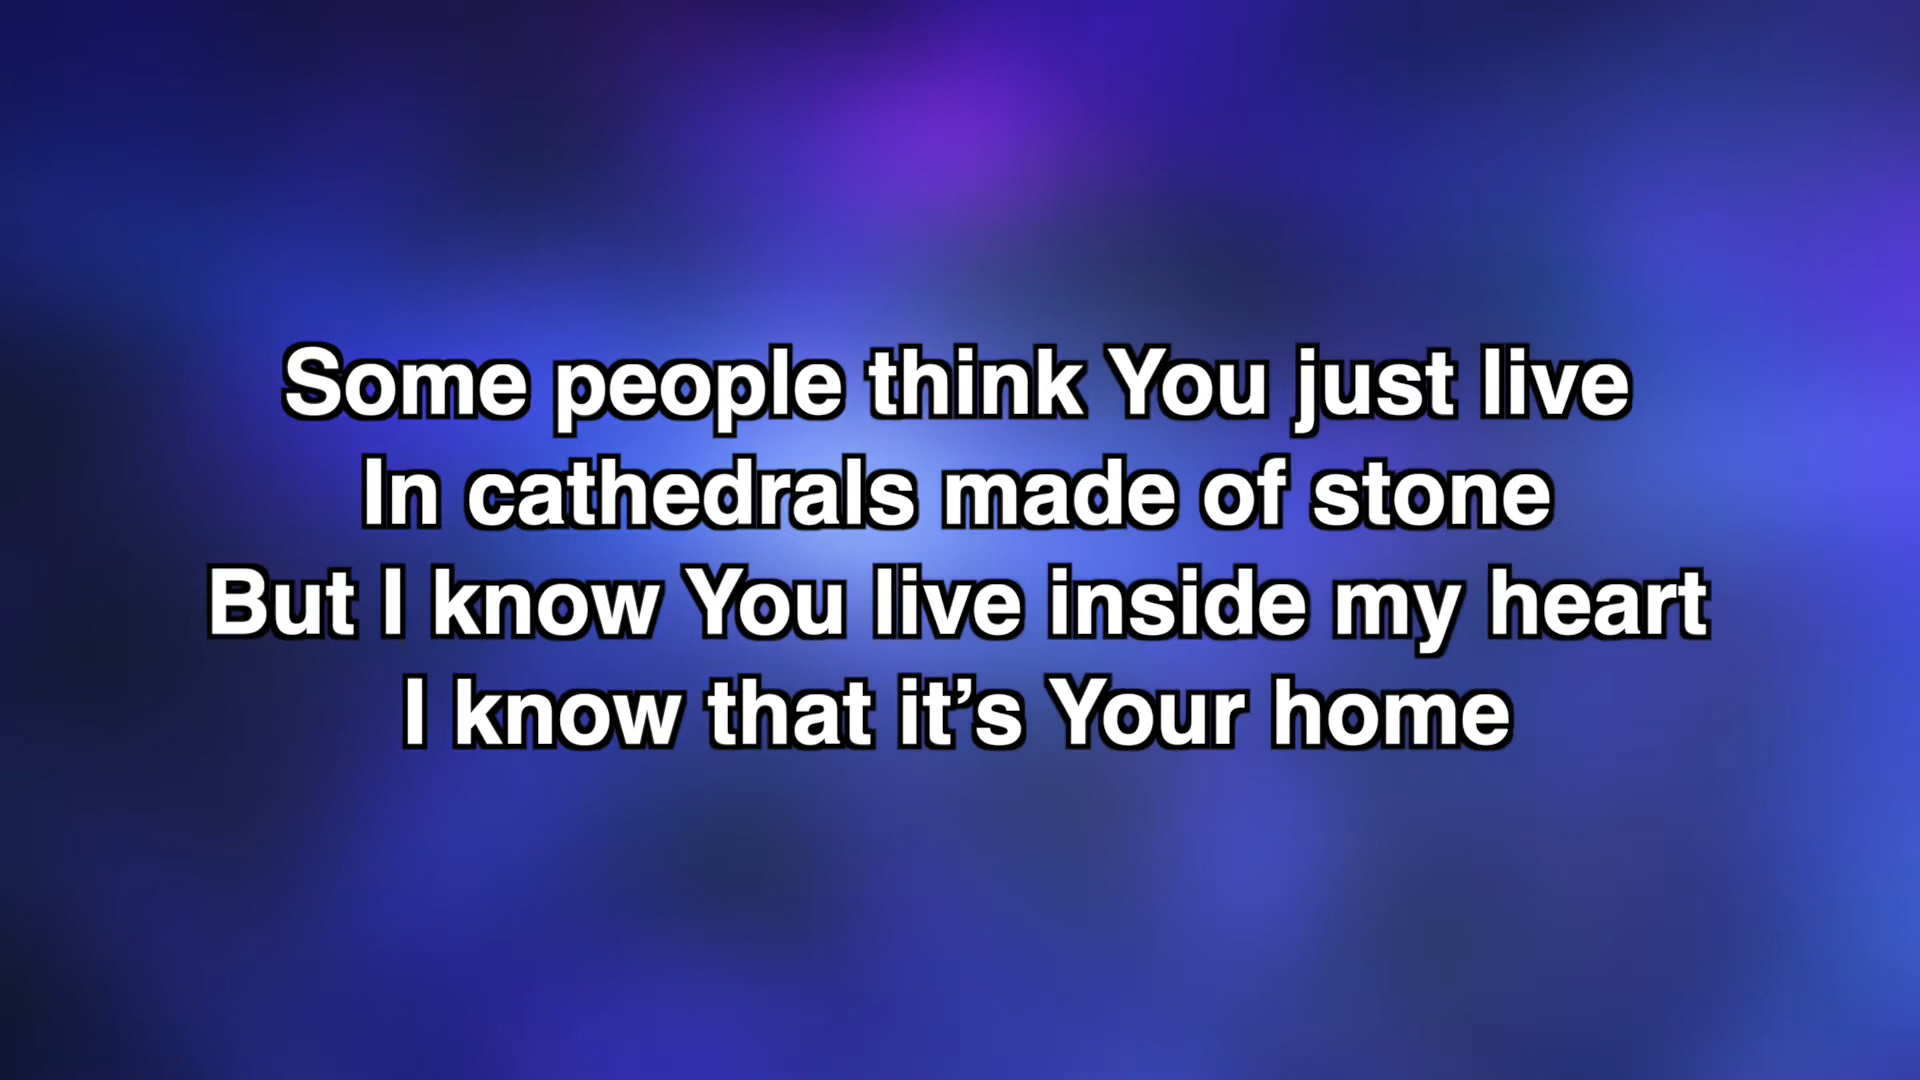 Some people think You just live
In cathedrals made of stone
But I know You live inside my heart
I know that it’s Your home